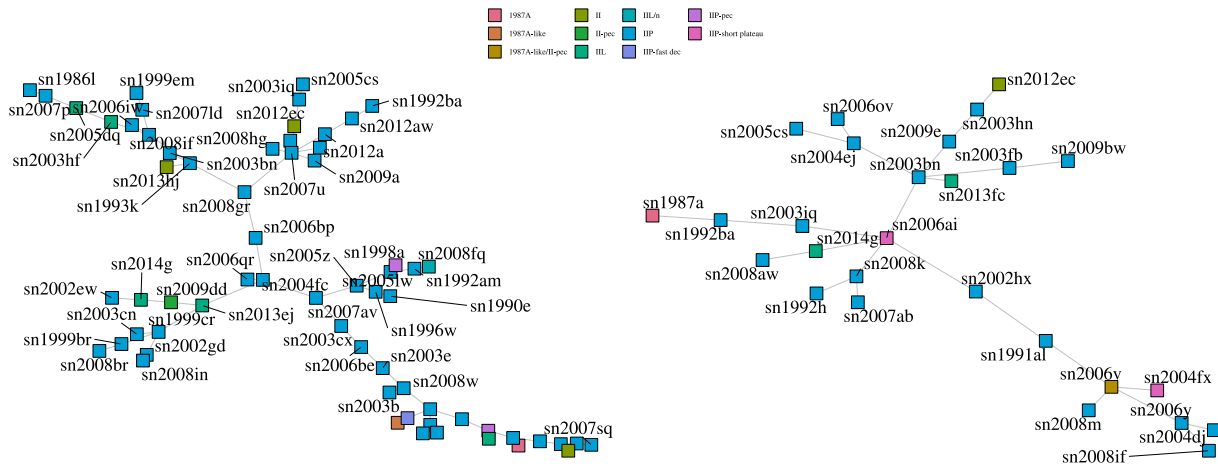 1987A
II
IIL/n
IIP-pec
1987A-like
II-pec
IIP
IIP-short plateau
1987A-like/II-pec
IIL
IIP-fast dec
sn1986l
sn1999em
sn2003iq
sn2005cs
sn1992ba
sn2007p
sn2006iw
sn2007ld
sn2012ec
sn2012aw
sn2005dq
sn2008if
sn2008hg
sn2012a
sn2003hf
sn2003bn
sn2009a
sn2013hj
sn2007u
sn1993k
sn2008gr
sn2006bp
sn2014g
sn2006qr
sn2005z
sn1998a
sn2008fq
sn2002ew
sn2009dd
sn2004fc
sn2005lw
sn1992am
sn2003cn
sn1999cr
sn2013ej
sn2007av
sn1990e
sn1999br
sn2002gd
sn2003cx
sn1996w
sn2008br
sn2008in
sn2006be
sn2003e
sn2008w
sn2003b
sn2007sq
sn2012ec
sn2006ov
sn2003hn
sn2005cs
sn2009e
sn2004ej
sn2003bn
sn2003fb
sn2009bw
sn2013fc
sn1987a
sn2003iq
sn2006ai
sn1992ba
sn2014g
sn2008aw
sn2008k
sn2002hx
sn1992h
sn2007ab
sn1991al
sn2006v
sn2004fx
sn2008m
sn2006y
sn2004dj
sn2008if